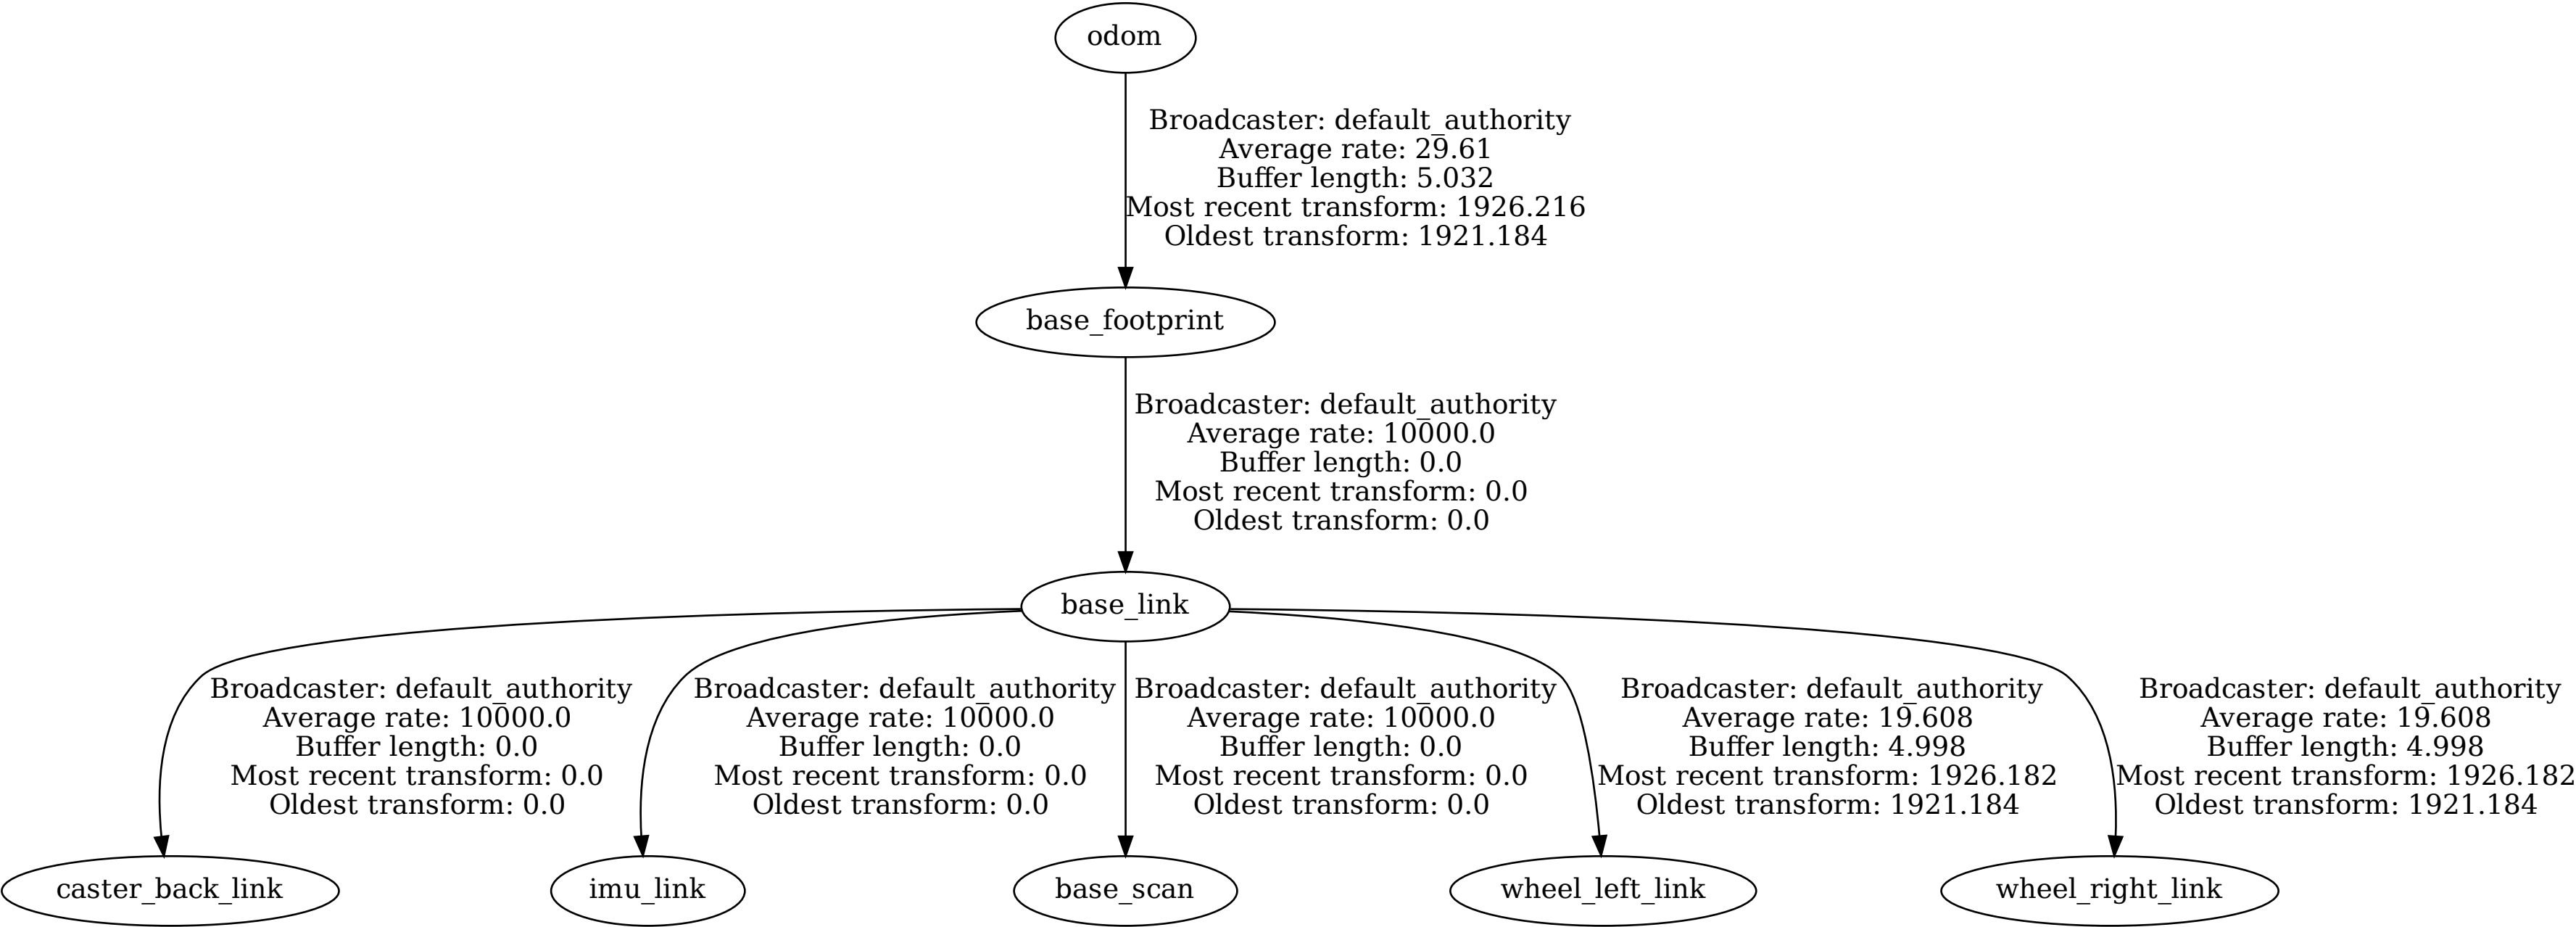 odom
Broadcaster: default_authority
Average rate: 29.61
Buffer length: 5.032
Most recent transform: 1926.216
Oldest transform: 1921.184
base_footprint
Broadcaster: default_authority
Average rate: 10000.0
Buffer length: 0.0
Most recent transform: 0.0
Oldest transform: 0.0
base_link
Broadcaster: default_authority
Average rate: 10000.0
Buffer length: 0.0
Most recent transform: 0.0
Oldest transform: 0.0
Broadcaster: default_authority
Average rate: 10000.0
Buffer length: 0.0
Most recent transform: 0.0
Oldest transform: 0.0
Broadcaster: default_authority
Average rate: 10000.0
Buffer length: 0.0
Most recent transform: 0.0
Oldest transform: 0.0
Broadcaster: default_authority
Average rate: 19.608
Buffer length: 4.998
Most recent transform: 1926.182
Oldest transform: 1921.184
Broadcaster: default_authority
Average rate: 19.608
Buffer length: 4.998
Most recent transform: 1926.182
Oldest transform: 1921.184
caster_back_link
imu_link
base_scan
wheel_left_link
wheel_right_link